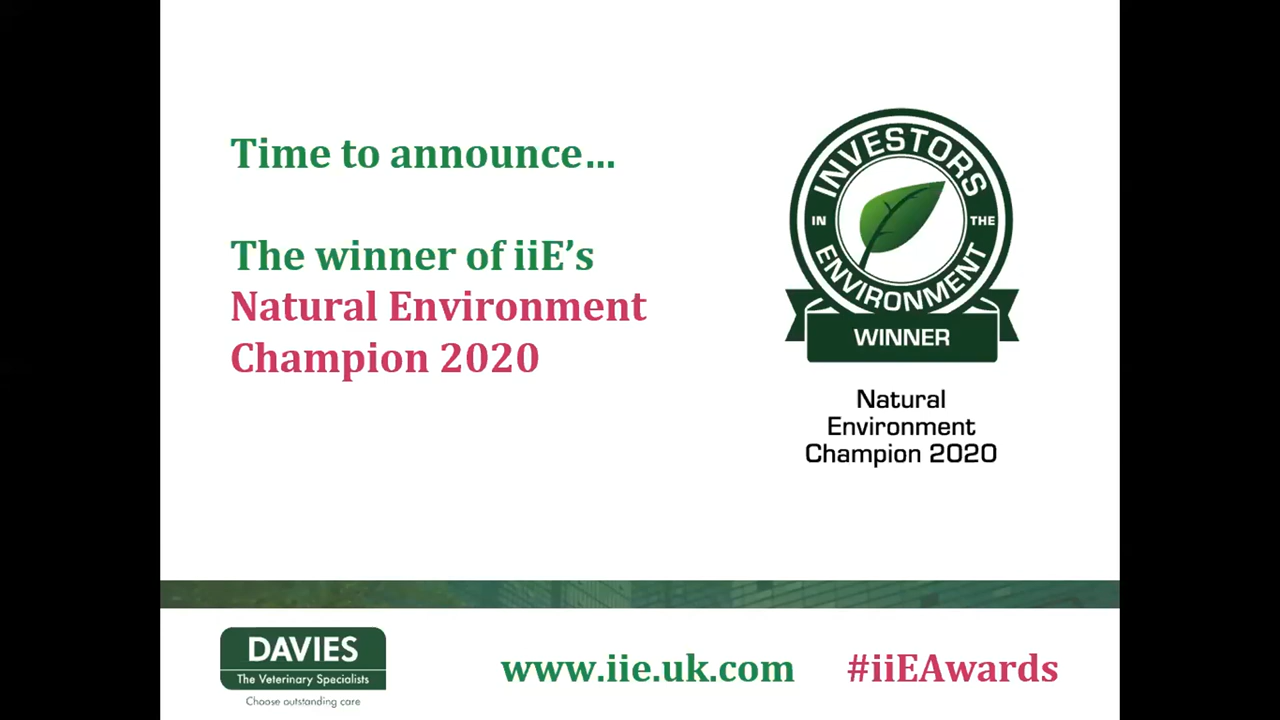 Time to announce...
The winner of iiE’s
Natural Environment
Champion 2020
INVESTORS
IN THE
ENVIRONMENT
WINNER
Natural
Environment
Champion 2020
DAVIES
The Veterinary Specialists
Choose outstanding care
www.iie.uk.com #iiEAwards